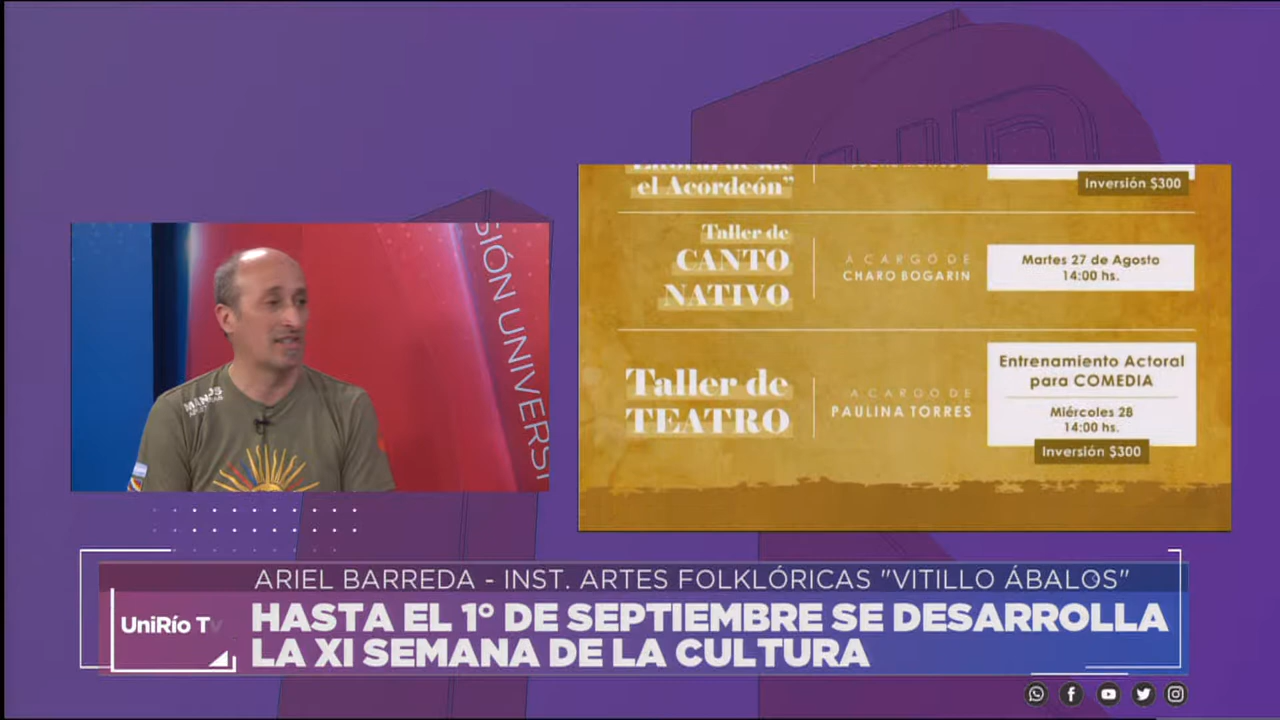 el Acordeón"
Inversión $300
Taller de
CANTO
NATIVO
A CARGO DE
CHARO BOGARIN
Martes 27 de Agosto
14:00 hs.
Taller de
TEATRO
A CARGO DE
PAULINA TORRES
Entrenamiento Actoral
para COMEDIA
Miércoles 28
14:00 hs.
Inversión $300
SIÓN UNIVERSI
MANOS
ARIEL BARREDA - INST. ARTES FOLKLÓRICAS "VITILLO ÁBALOS"
UniRío TV
HASTA EL 1° DE SEPTIEMBRE SE DESARROLLA
LA XI SEMANA DE LA CULTURA